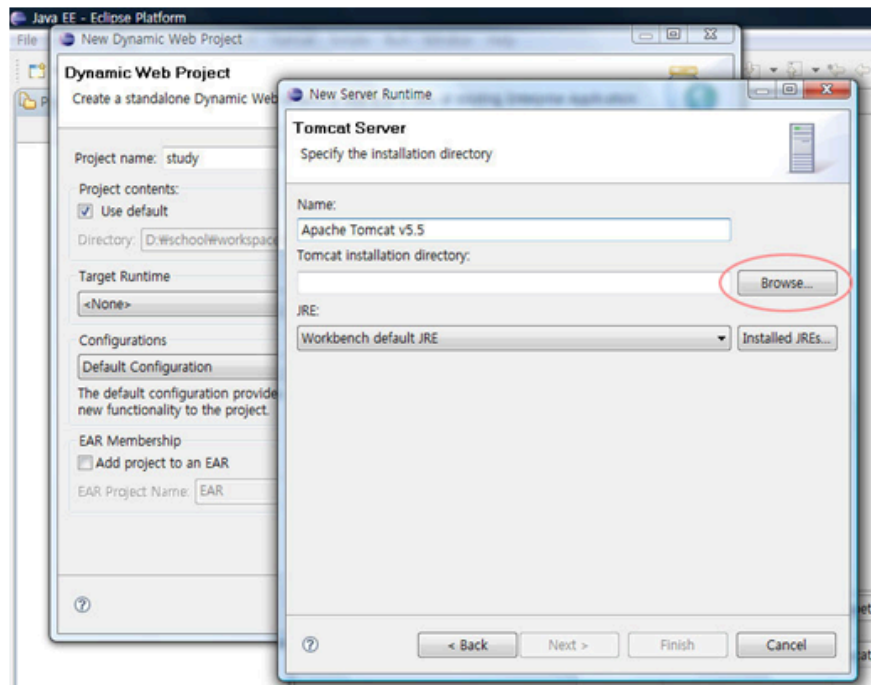 Java EE - Eclipse Platform
File
New Dynamic Web Project
Dynamic Web Project
Create a standalone Dynamic Web
Project name: study
Project contents:
Use default
Directory: D:₩school₩workspace
Target Runtime
<None>
Configurations
Default Configuration
The default configuration provide
new functionality to the project.
EAR Membership
Add project to an EAR
EAR Project Name: EAR
New Server Runtime
Tomcat Server
Specify the installation directory
Name:
Apache Tomcat v5.5
Tomcat installation directory:
Browse...
JRE:
Workbench default JRE
Installed JREs...
< Back
Next >
Finish
Cancel